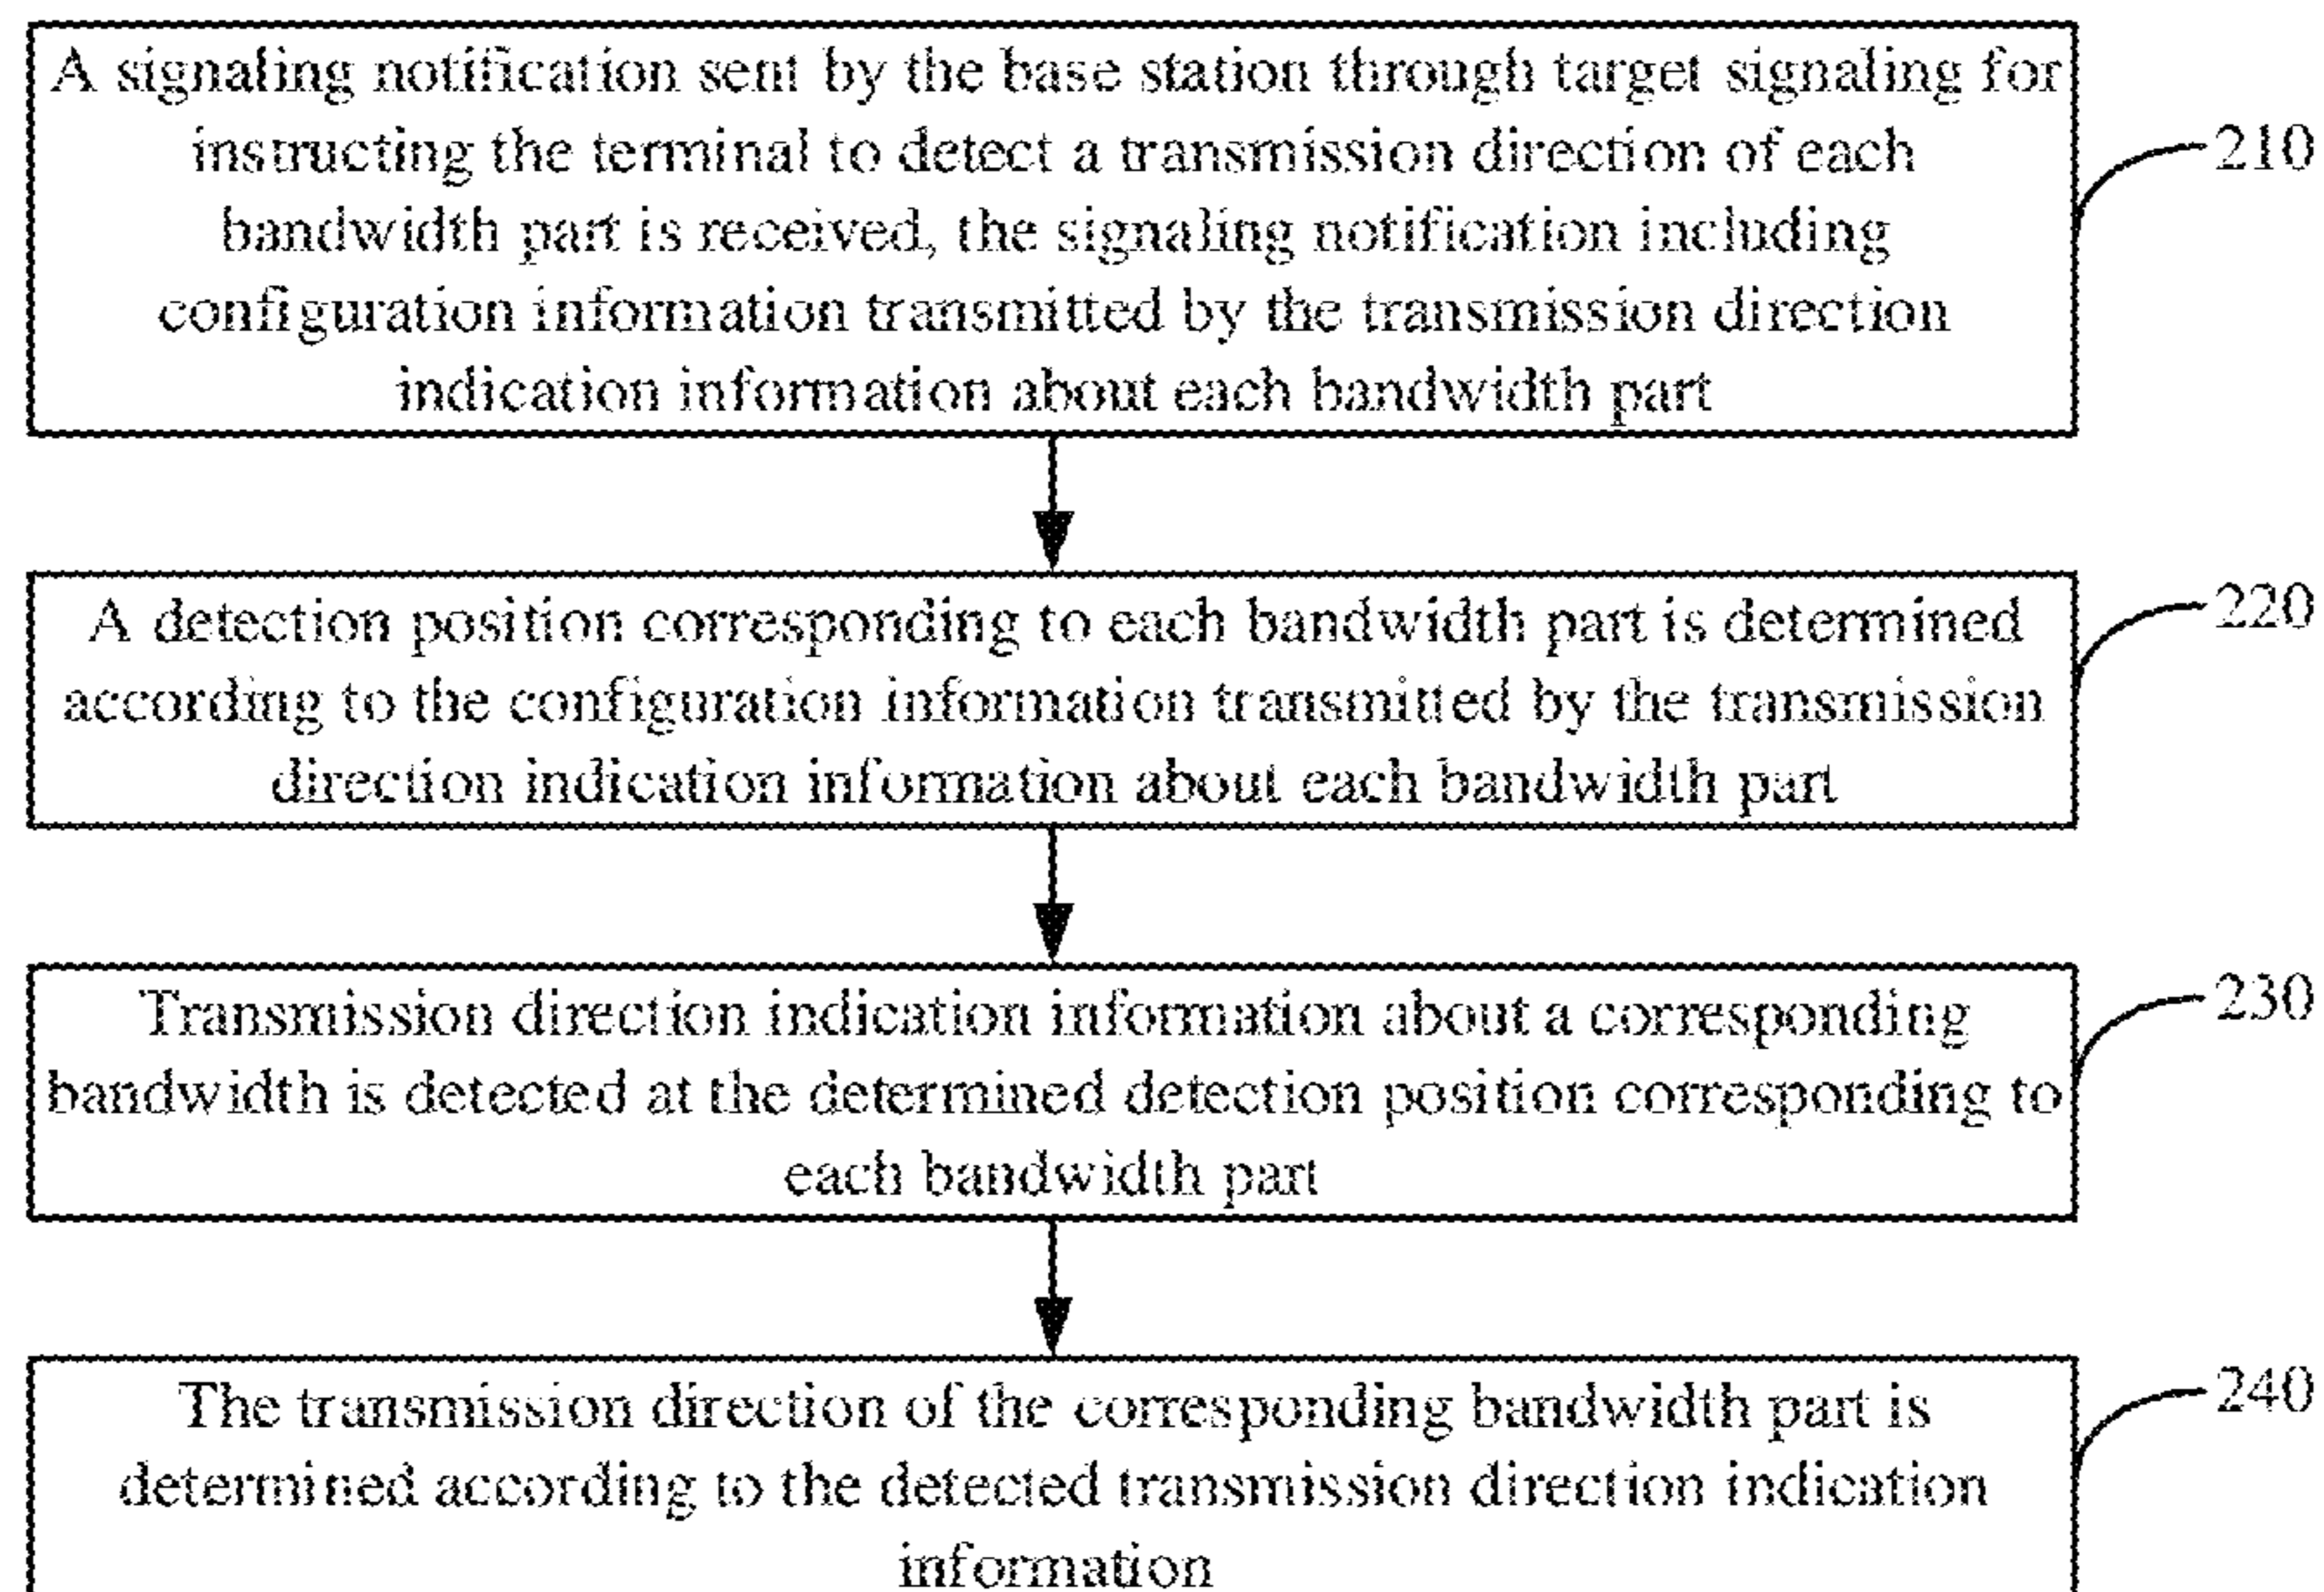 A signaling notification sent by the base station through target signaling for
instructing the terminal to detect a transmission direction of each
bandwidth part is received, the signaling notification including
configuration information transmitted by the transmission direction
indication information about each bandwidth part
210
A detection position corresponding to each bandwidth part is determined
according to the configuration information transmitted by the transmission
direction indication information about each bandwidth part
220
Transmission direction indication information about a corresponding
bandwidth is detected at the determined detection position corresponding to
each bandwidth part
230
The transmission direction of the corresponding bandwidth part is
determined according to the detected transmission direction indication
information
240